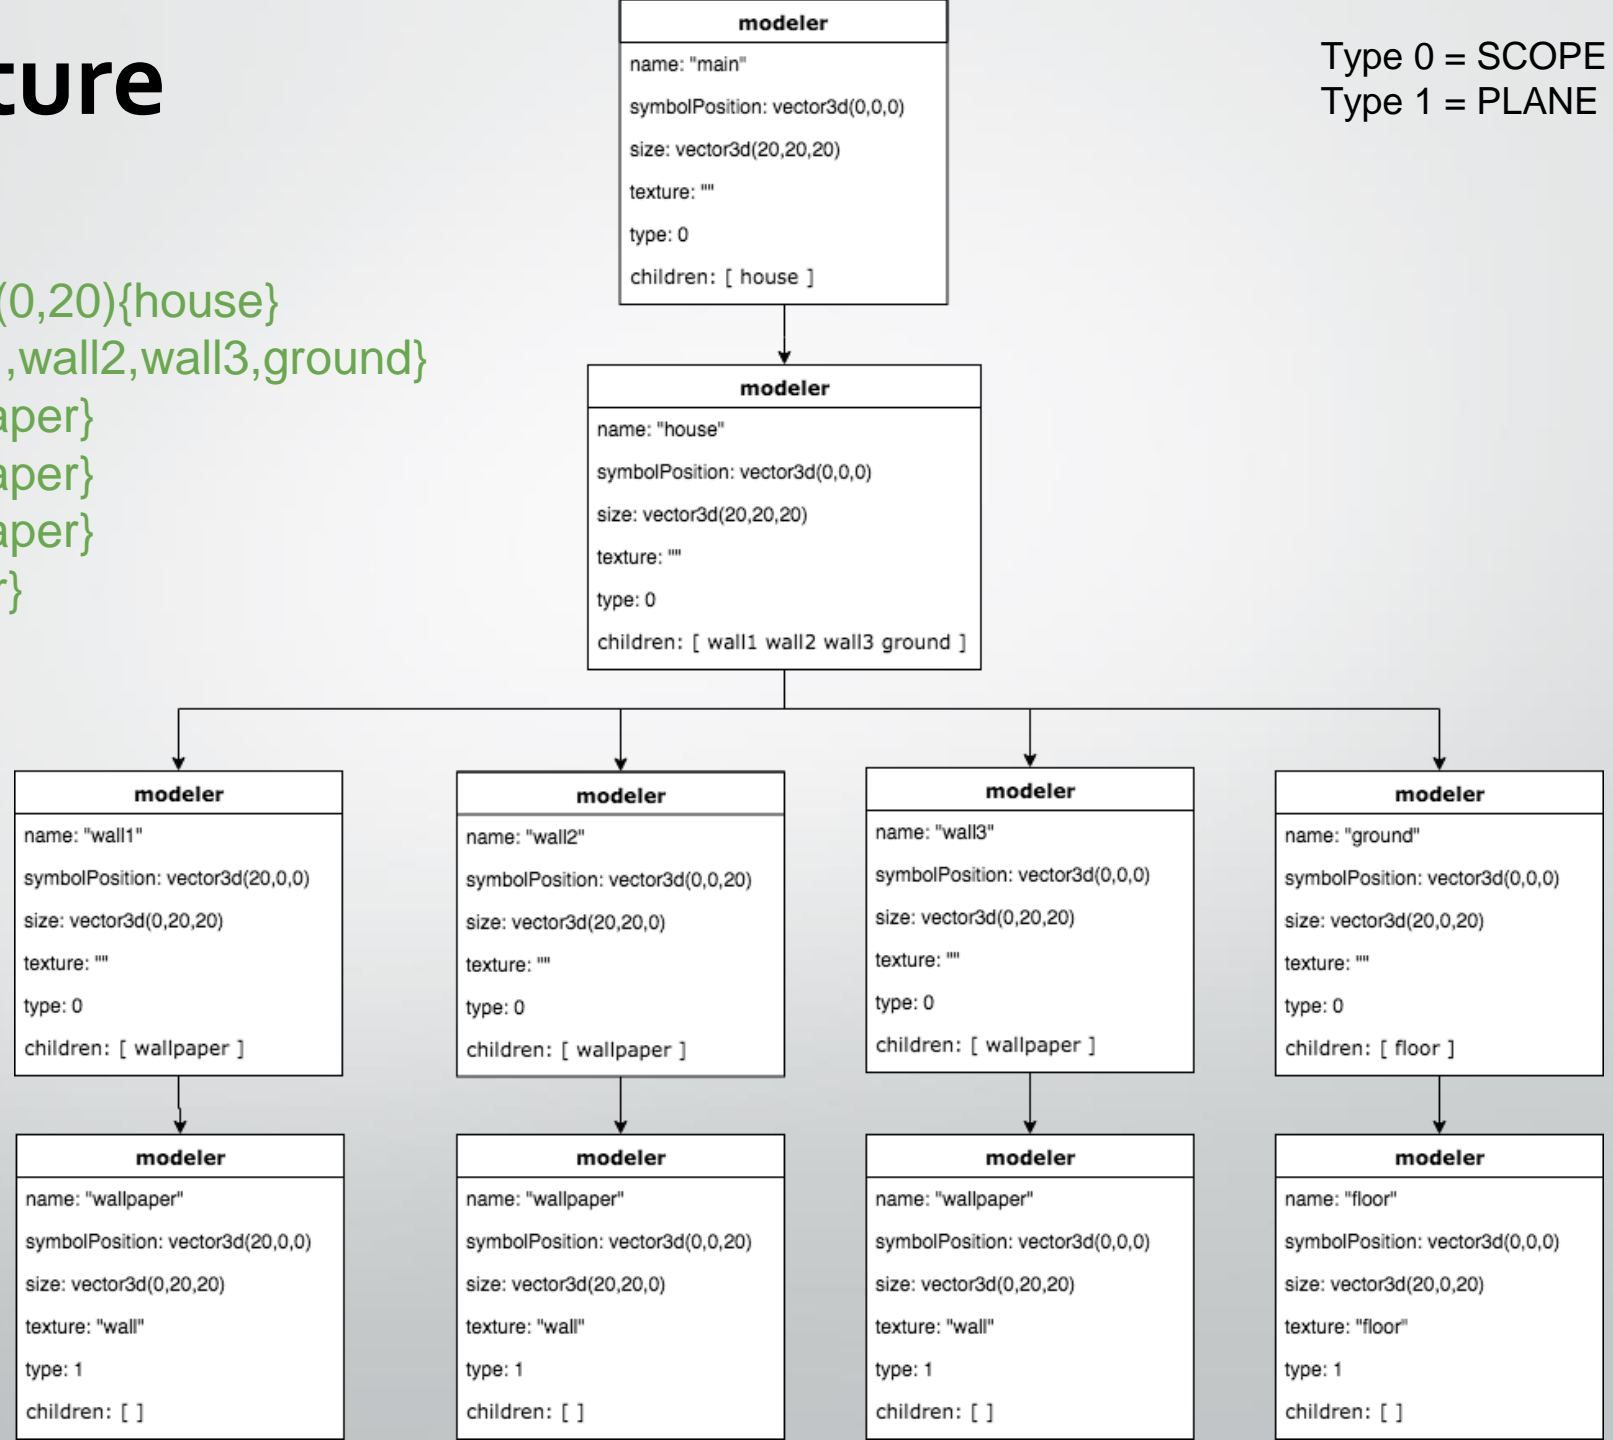 ture
Type 0 = SCOPE
Type 1 = PLANE
(0,20){house}
,wall2,wall3,ground}
aper}
aper}
aper}
r}
modeler
name: "main"
symbolPosition: vector3d(0,0,0)
size: vector3d(20,20,20)
texture: ""
type: 0
children: [ house ]
modeler
name: "house"
symbolPosition: vector3d(0,0,0)
size: vector3d(20,20,20)
texture: ""
type: 0
children: [ wall1 wall2 wall3 ground ]
modeler
name: "wall1"
symbolPosition: vector3d(20,0,0)
size: vector3d(0,20,20)
texture: ""
type: 0
children: [ wallpaper ]
modeler
name: "wall2"
symbolPosition: vector3d(0,0,20)
size: vector3d(20,20,0)
texture: ""
type: 0
children: [ wallpaper ]
modeler
name: "wall3"
symbolPosition: vector3d(0,0,0)
size: vector3d(0,20,20)
texture: ""
type: 0
children: [ wallpaper ]
modeler
name: "ground"
symbolPosition: vector3d(0,0,0)
size: vector3d(20,0,20)
texture: ""
type: 0
children: [ floor ]
modeler
name: "wallpaper"
symbolPosition: vector3d(20,0,0)
size: vector3d(0,20,20)
texture: "wall"
type: 1
children: [ ]
modeler
name: "wallpaper"
symbolPosition: vector3d(0,0,20)
size: vector3d(20,20,0)
texture: "wall"
type: 1
children: [ ]
modeler
name: "wallpaper"
symbolPosition: vector3d(0,0,0)
size: vector3d(0,20,20)
texture: "wall"
type: 1
children: [ ]
modeler
name: "floor"
symbolPosition: vector3d(0,0,0)
size: vector3d(20,0,20)
texture: "floor"
type: 1
children: [ ]